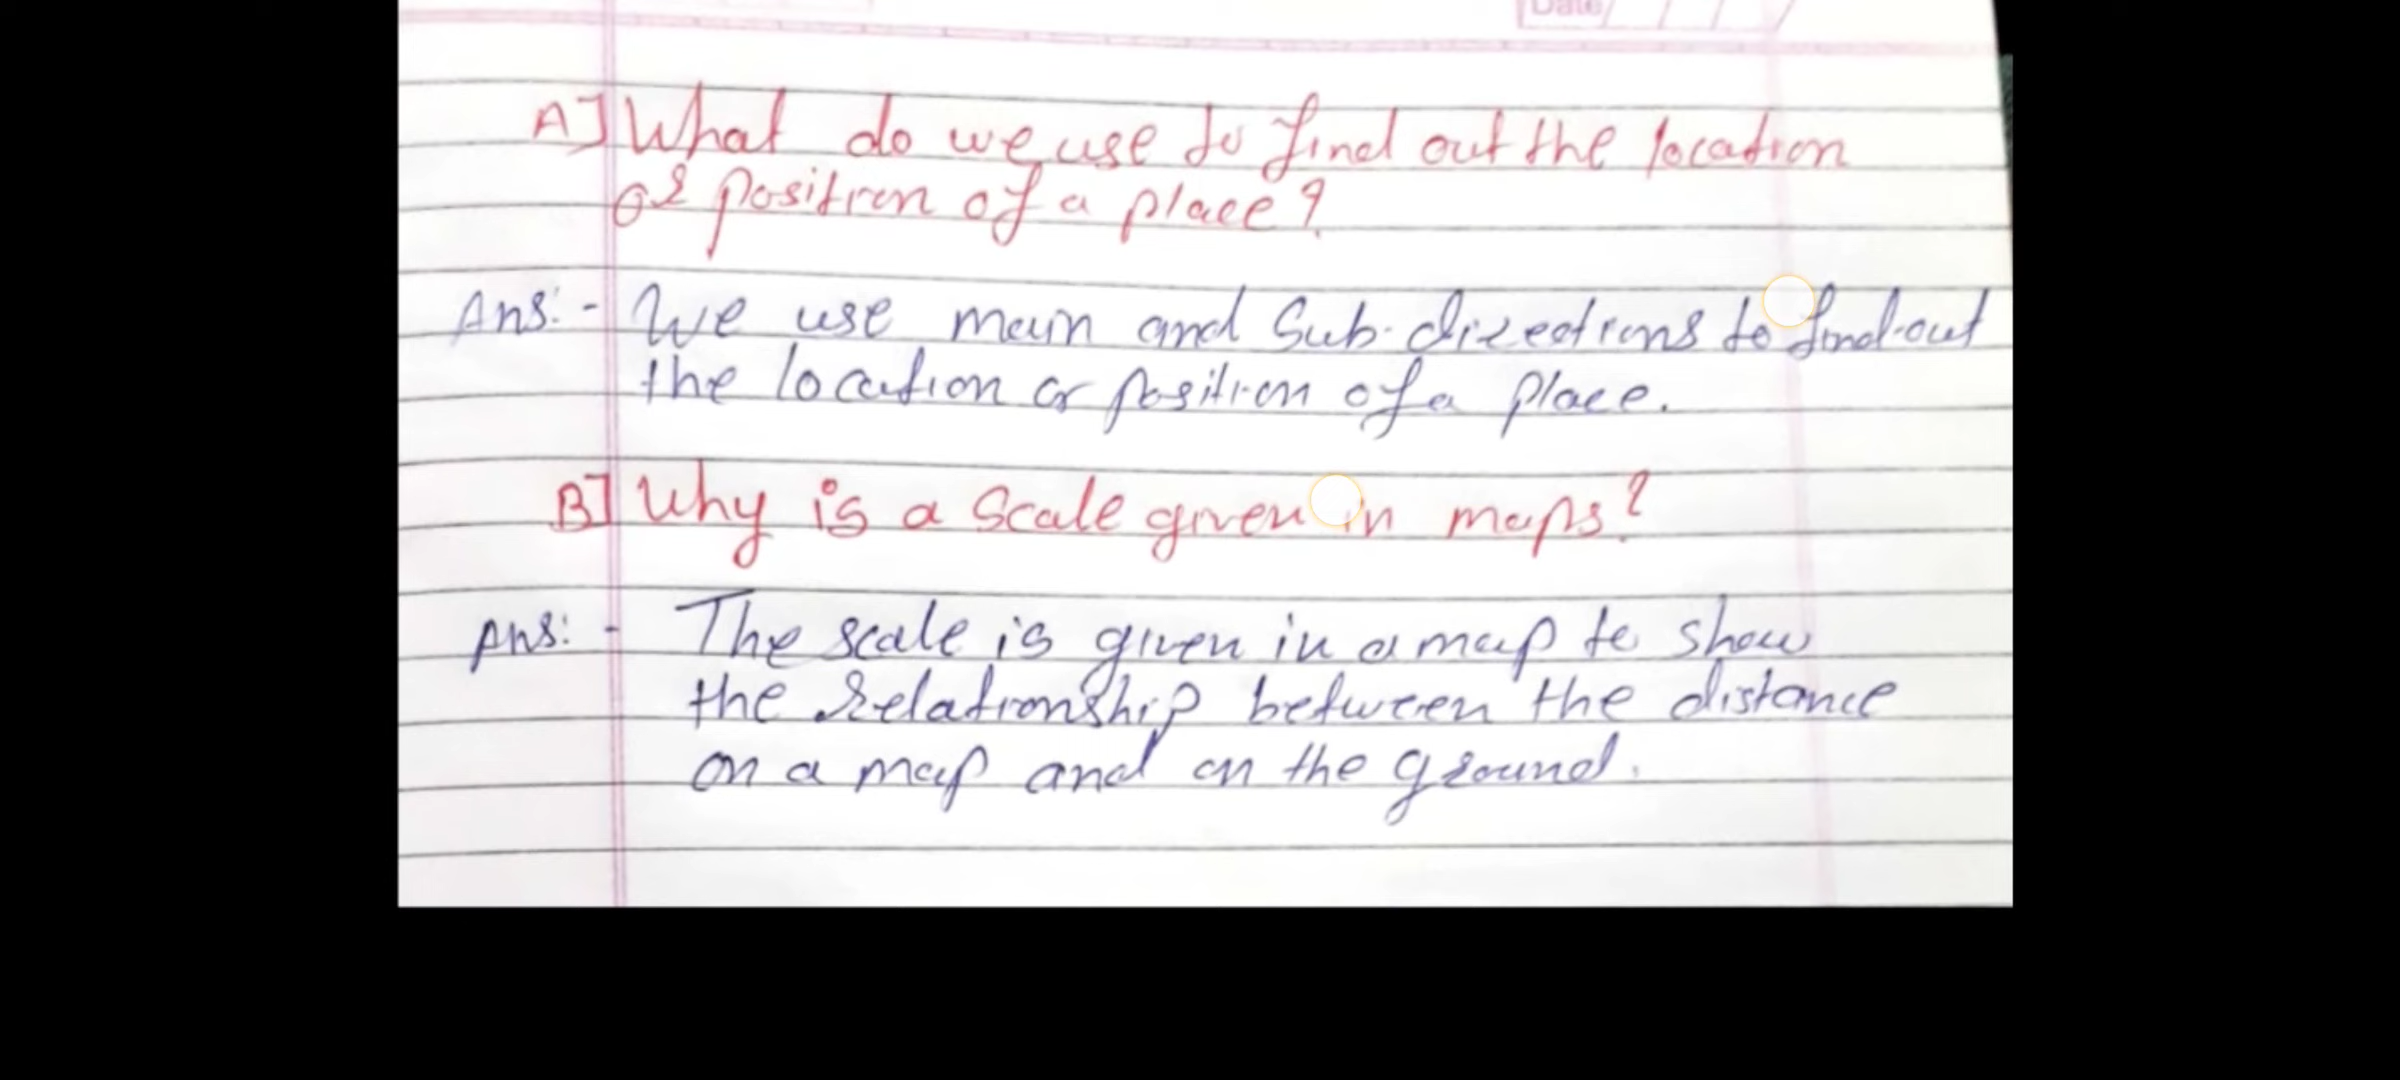 Date
A] What do we use to find out the location
or position of a place?
Ans:- We use main and Sub-directions to find-out
the location or position of a place.
B] Why is a Scale given in maps?
Ans:- The scale is given in a map to show
the relationship between the distance
on a map and on the ground.